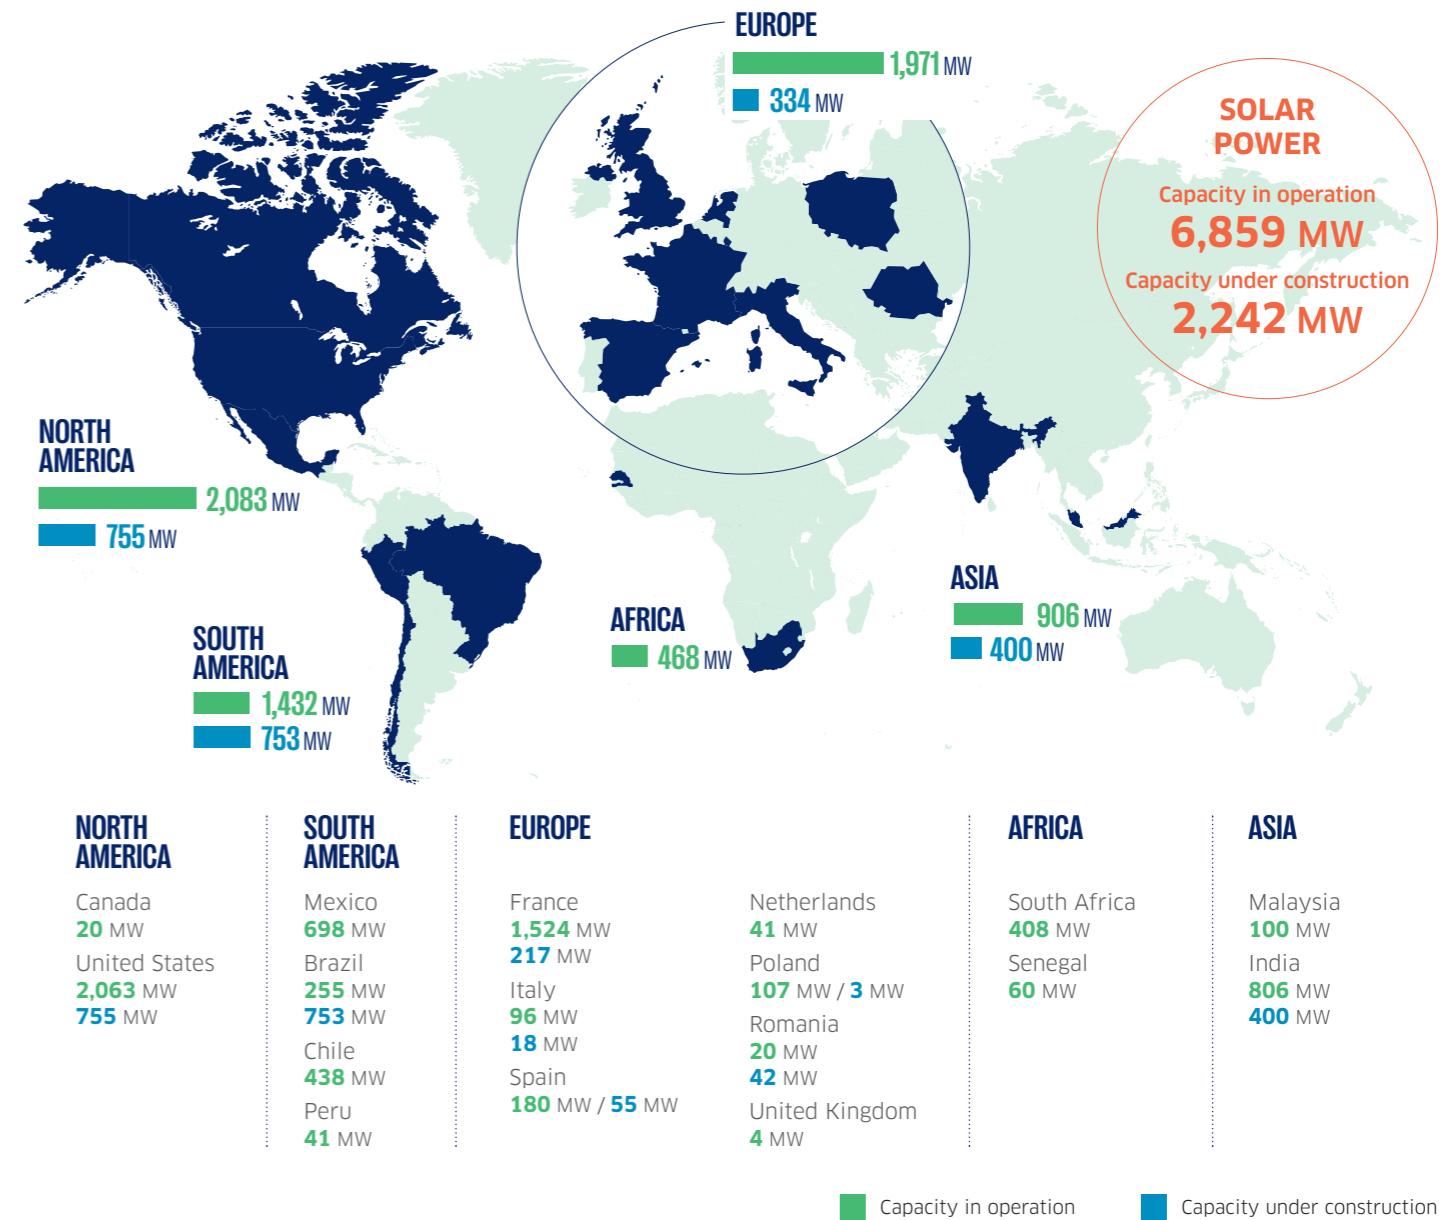 EUROPE
1,971 MW
334 MW
SOLAR
POWER
Capacity in operation
6,859 MW
Capacity under construction
2,242 MW
NORTH
AMERICA
2,083 MW
755 MW
SOUTH
AMERICA
1,432 MW
753 MW
AFRICA
468 MW
ASIA
906 MW
400 MW
NORTH
AMERICA
Canada
20 MW
United States
2,063 MW
755 MW
SOUTH
AMERICA
Mexico
698 MW
Brazil
255 MW
753 MW
Chile
438 MW
Peru
41 MW
EUROPE
France
1,524 MW
217 MW
Italy
96 MW
18 MW
Spain
180 MW / 55 MW
Netherlands
41 MW
Poland
107 MW / 3 MW
Romania
20 MW
42 MW
United Kingdom
4 MW
AFRICA
South Africa
408 MW
Senegal
60 MW
ASIA
Malaysia
100 MW
India
806 MW
400 MW
Capacity in operation
Capacity under construction